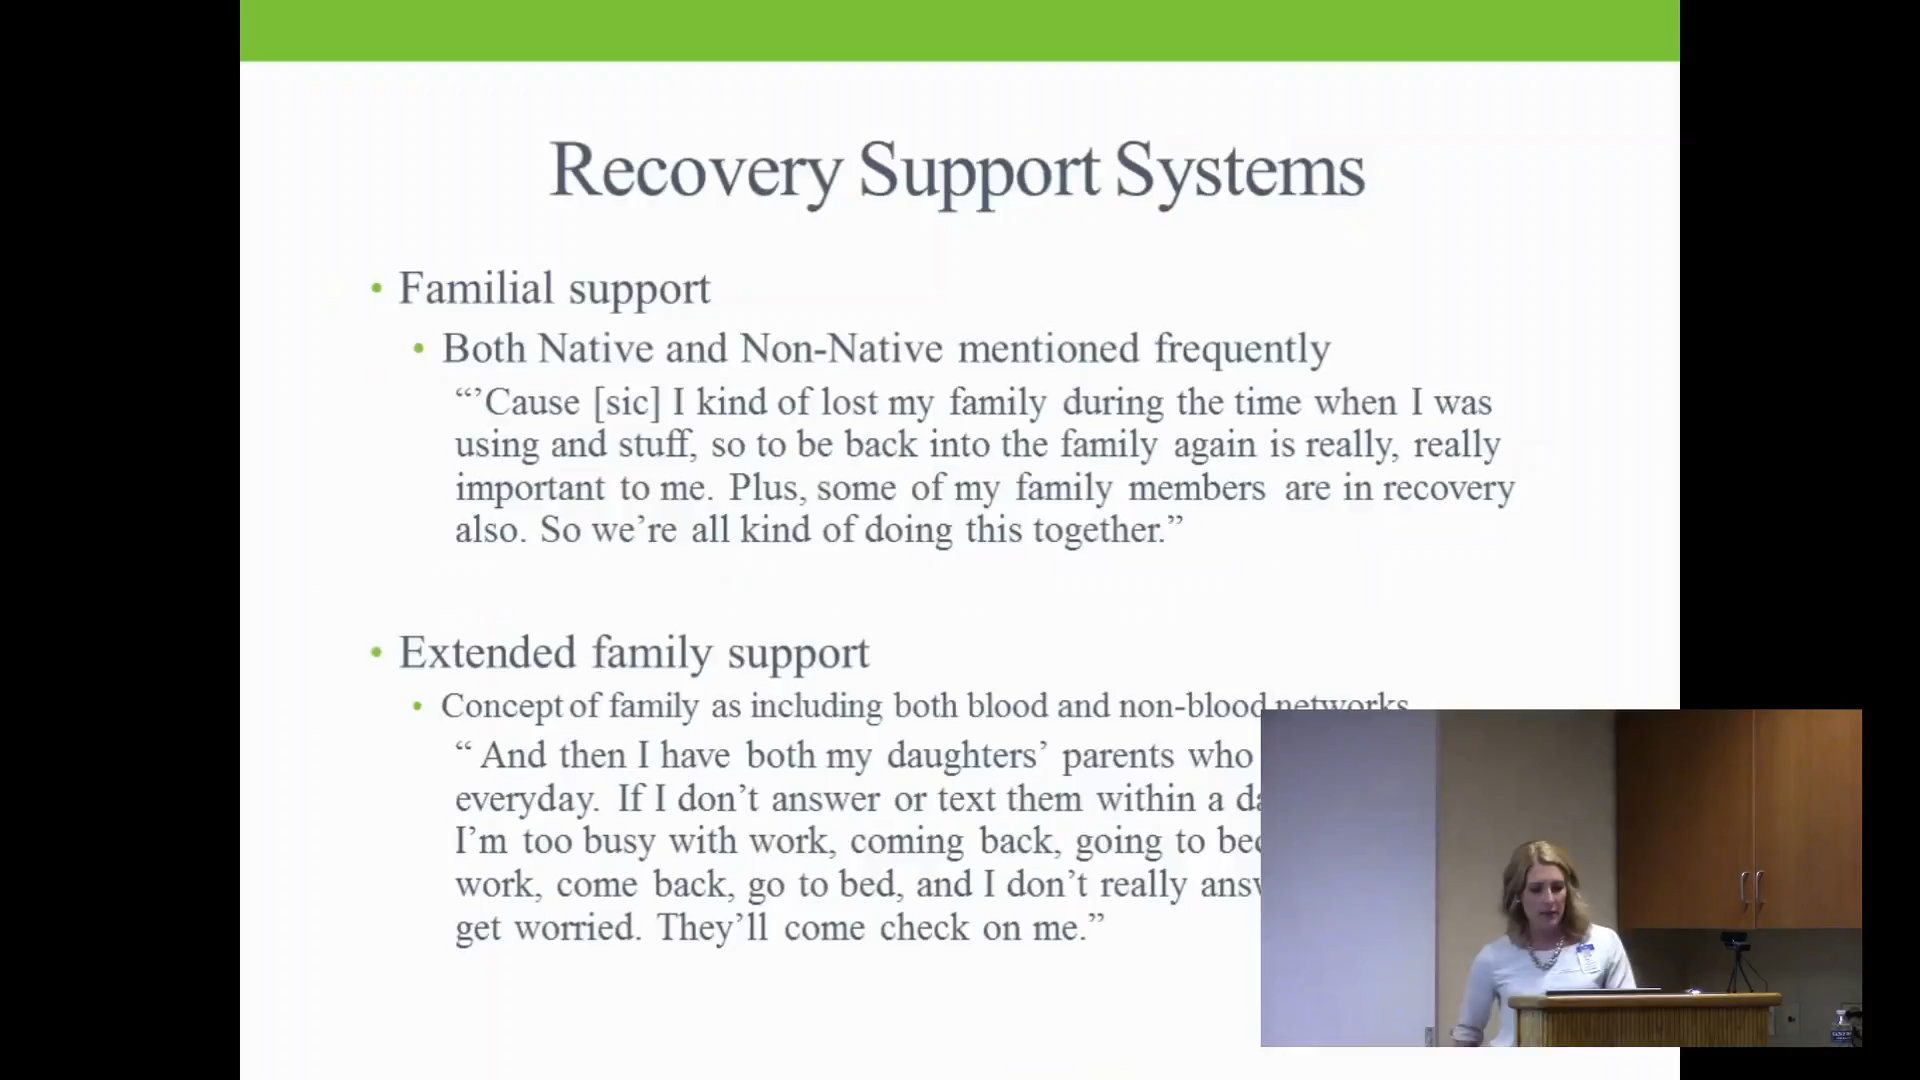 Recovery Support Systems
• Familial support
• Both Native and Non-Native mentioned frequently
“’Cause [sic] I kind of lost my family during the time when I was
using and stuff, so to be back into the family again is really, really
important to me. Plus, some of my family members are in recovery
also. So we’re all kind of doing this together.”
• Extended family support
• Concept of family as including both blood and non-blood networks
“ And then I have both my daughters’ parents who
everyday. If I don’t answer or text them within a
I’m too busy with work, coming back, going to
work, come back, go to bed, and I don’t really
get worried. They’ll come check on me.”